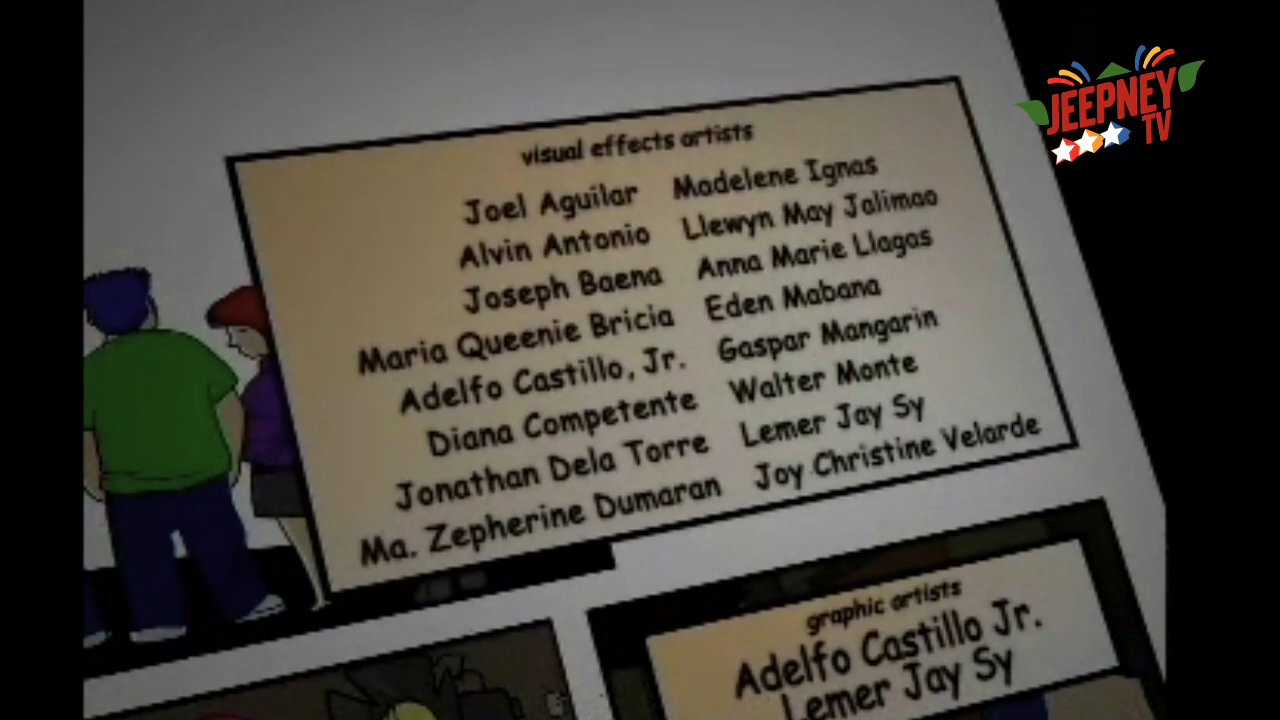 JEEPNEY
TV
visual effects artists
Joel Aguilar Madelene Ignas
Alvin Antonio Llewyn May Jalimao
Joseph Baena Anna Marie Llagas
Maria Queenie Bricia Eden Mabana
Adelfo Castillo, Jr. Gaspar Mangarin
Diana Competente Walter Monte
Jonathan Dela Torre Lemer Jay Sy
Ma. Zepherine Dumaran Joy Christine Velarde
graphic artists
Adelfo Castillo Jr.
Lemer Jay Sy